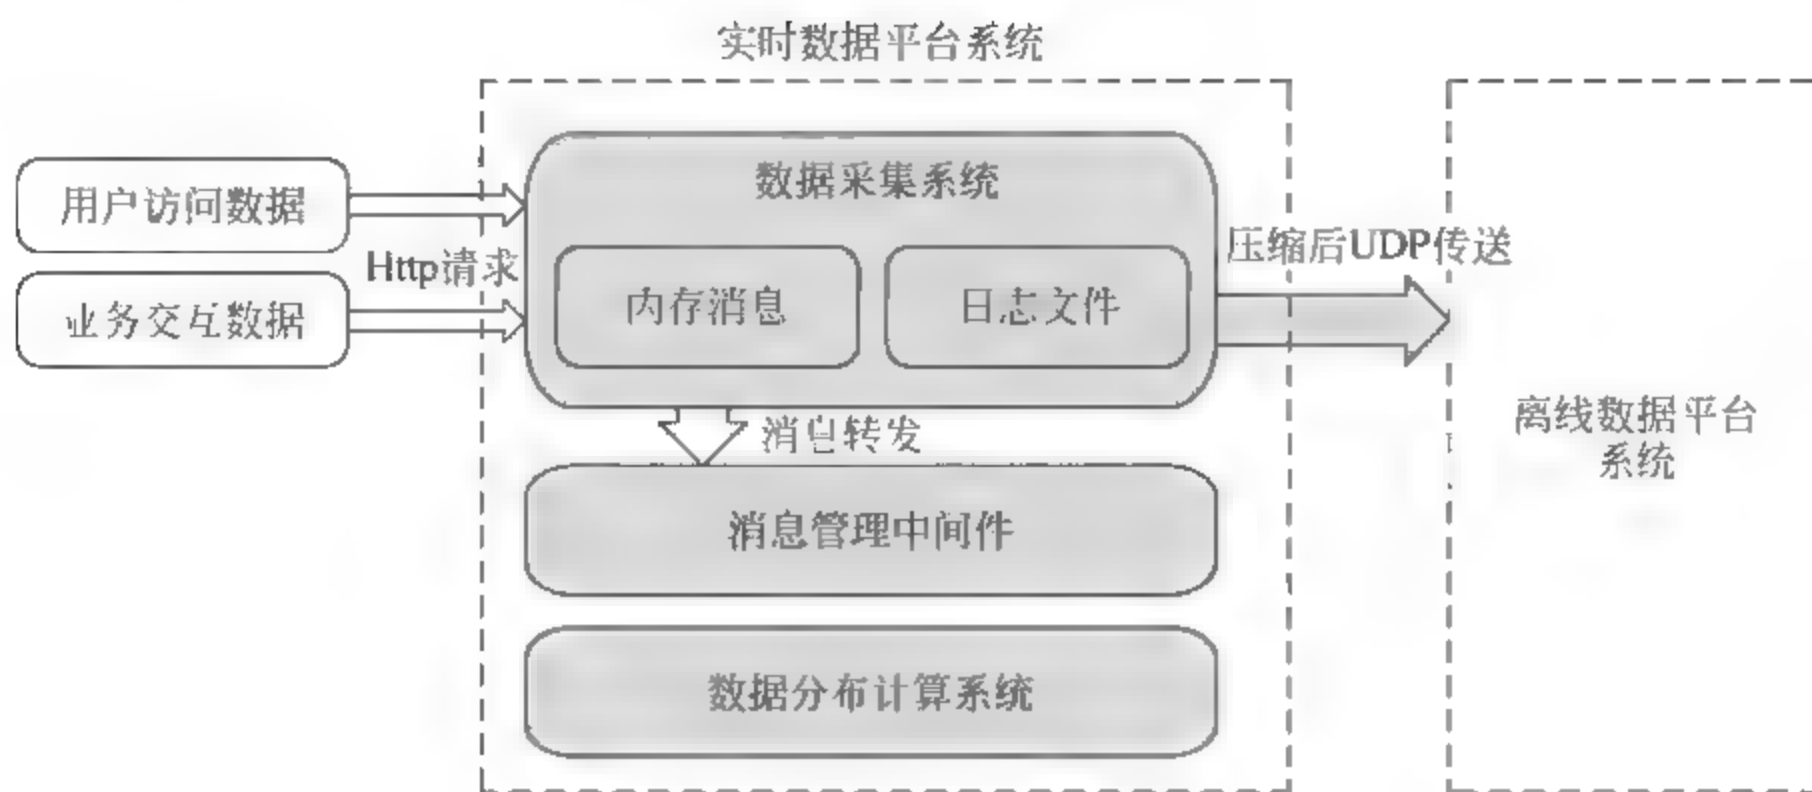 实时数据平台系统
数据采集系统
用户访问数据
Http请求
业务交互数据
内存消息
日志文件
压缩后UDP传送
消息转发
离线数据平台
系统
消息管理中间件
数据分布计算系统